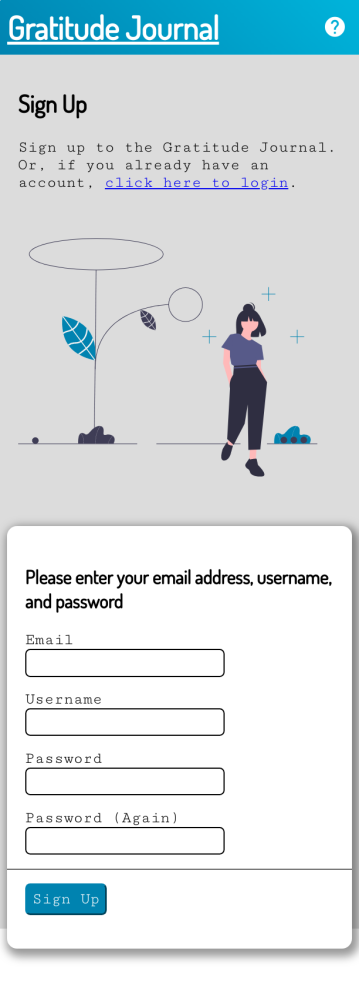 Gratitude Journal
?
Sign Up
Sign up to the Gratitude Journal.
Or, if you already have an
account, click here to login.
Please enter your email address, username,
and password
Email
Username
Password
Password (Again)
Sign Up